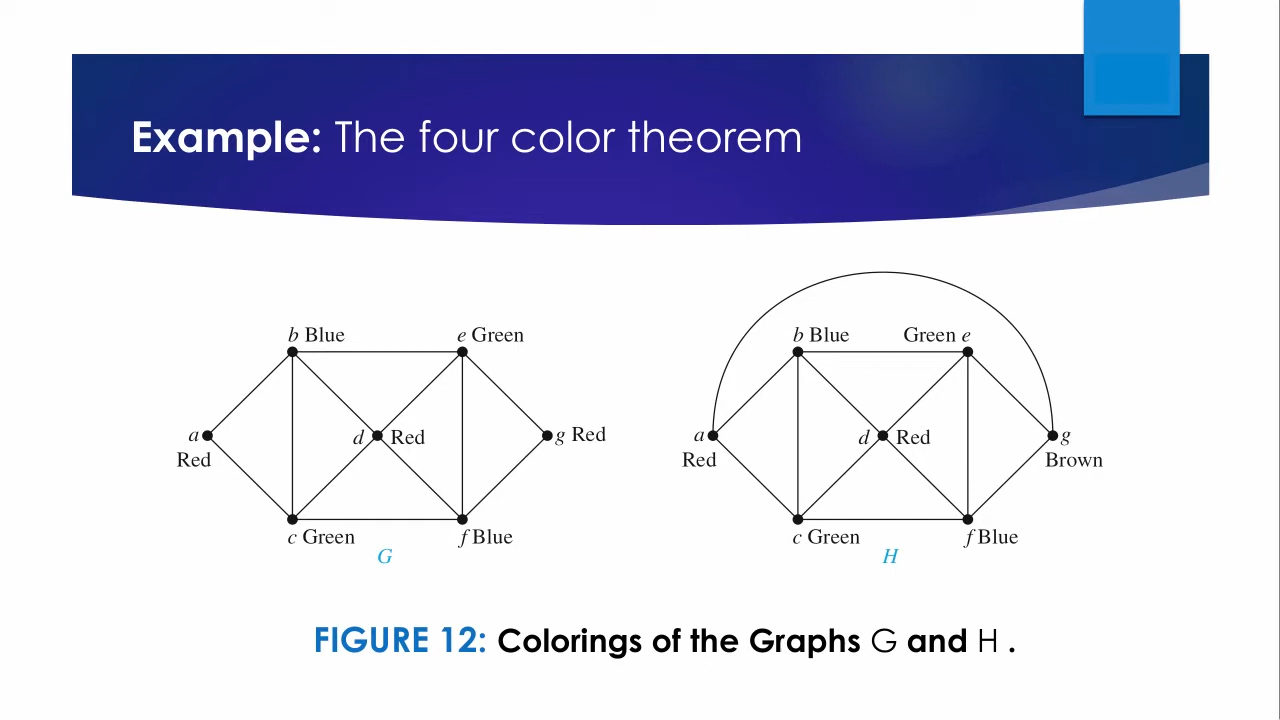 Example: The four color theorem
b Blue
e Green
a
Red
d Red
g Red
c Green
f Blue
G
b Blue
Green e
a
Red
d Red
g
Brown
c Green
f Blue
H
FIGURE 12: Colorings of the Graphs G and H .